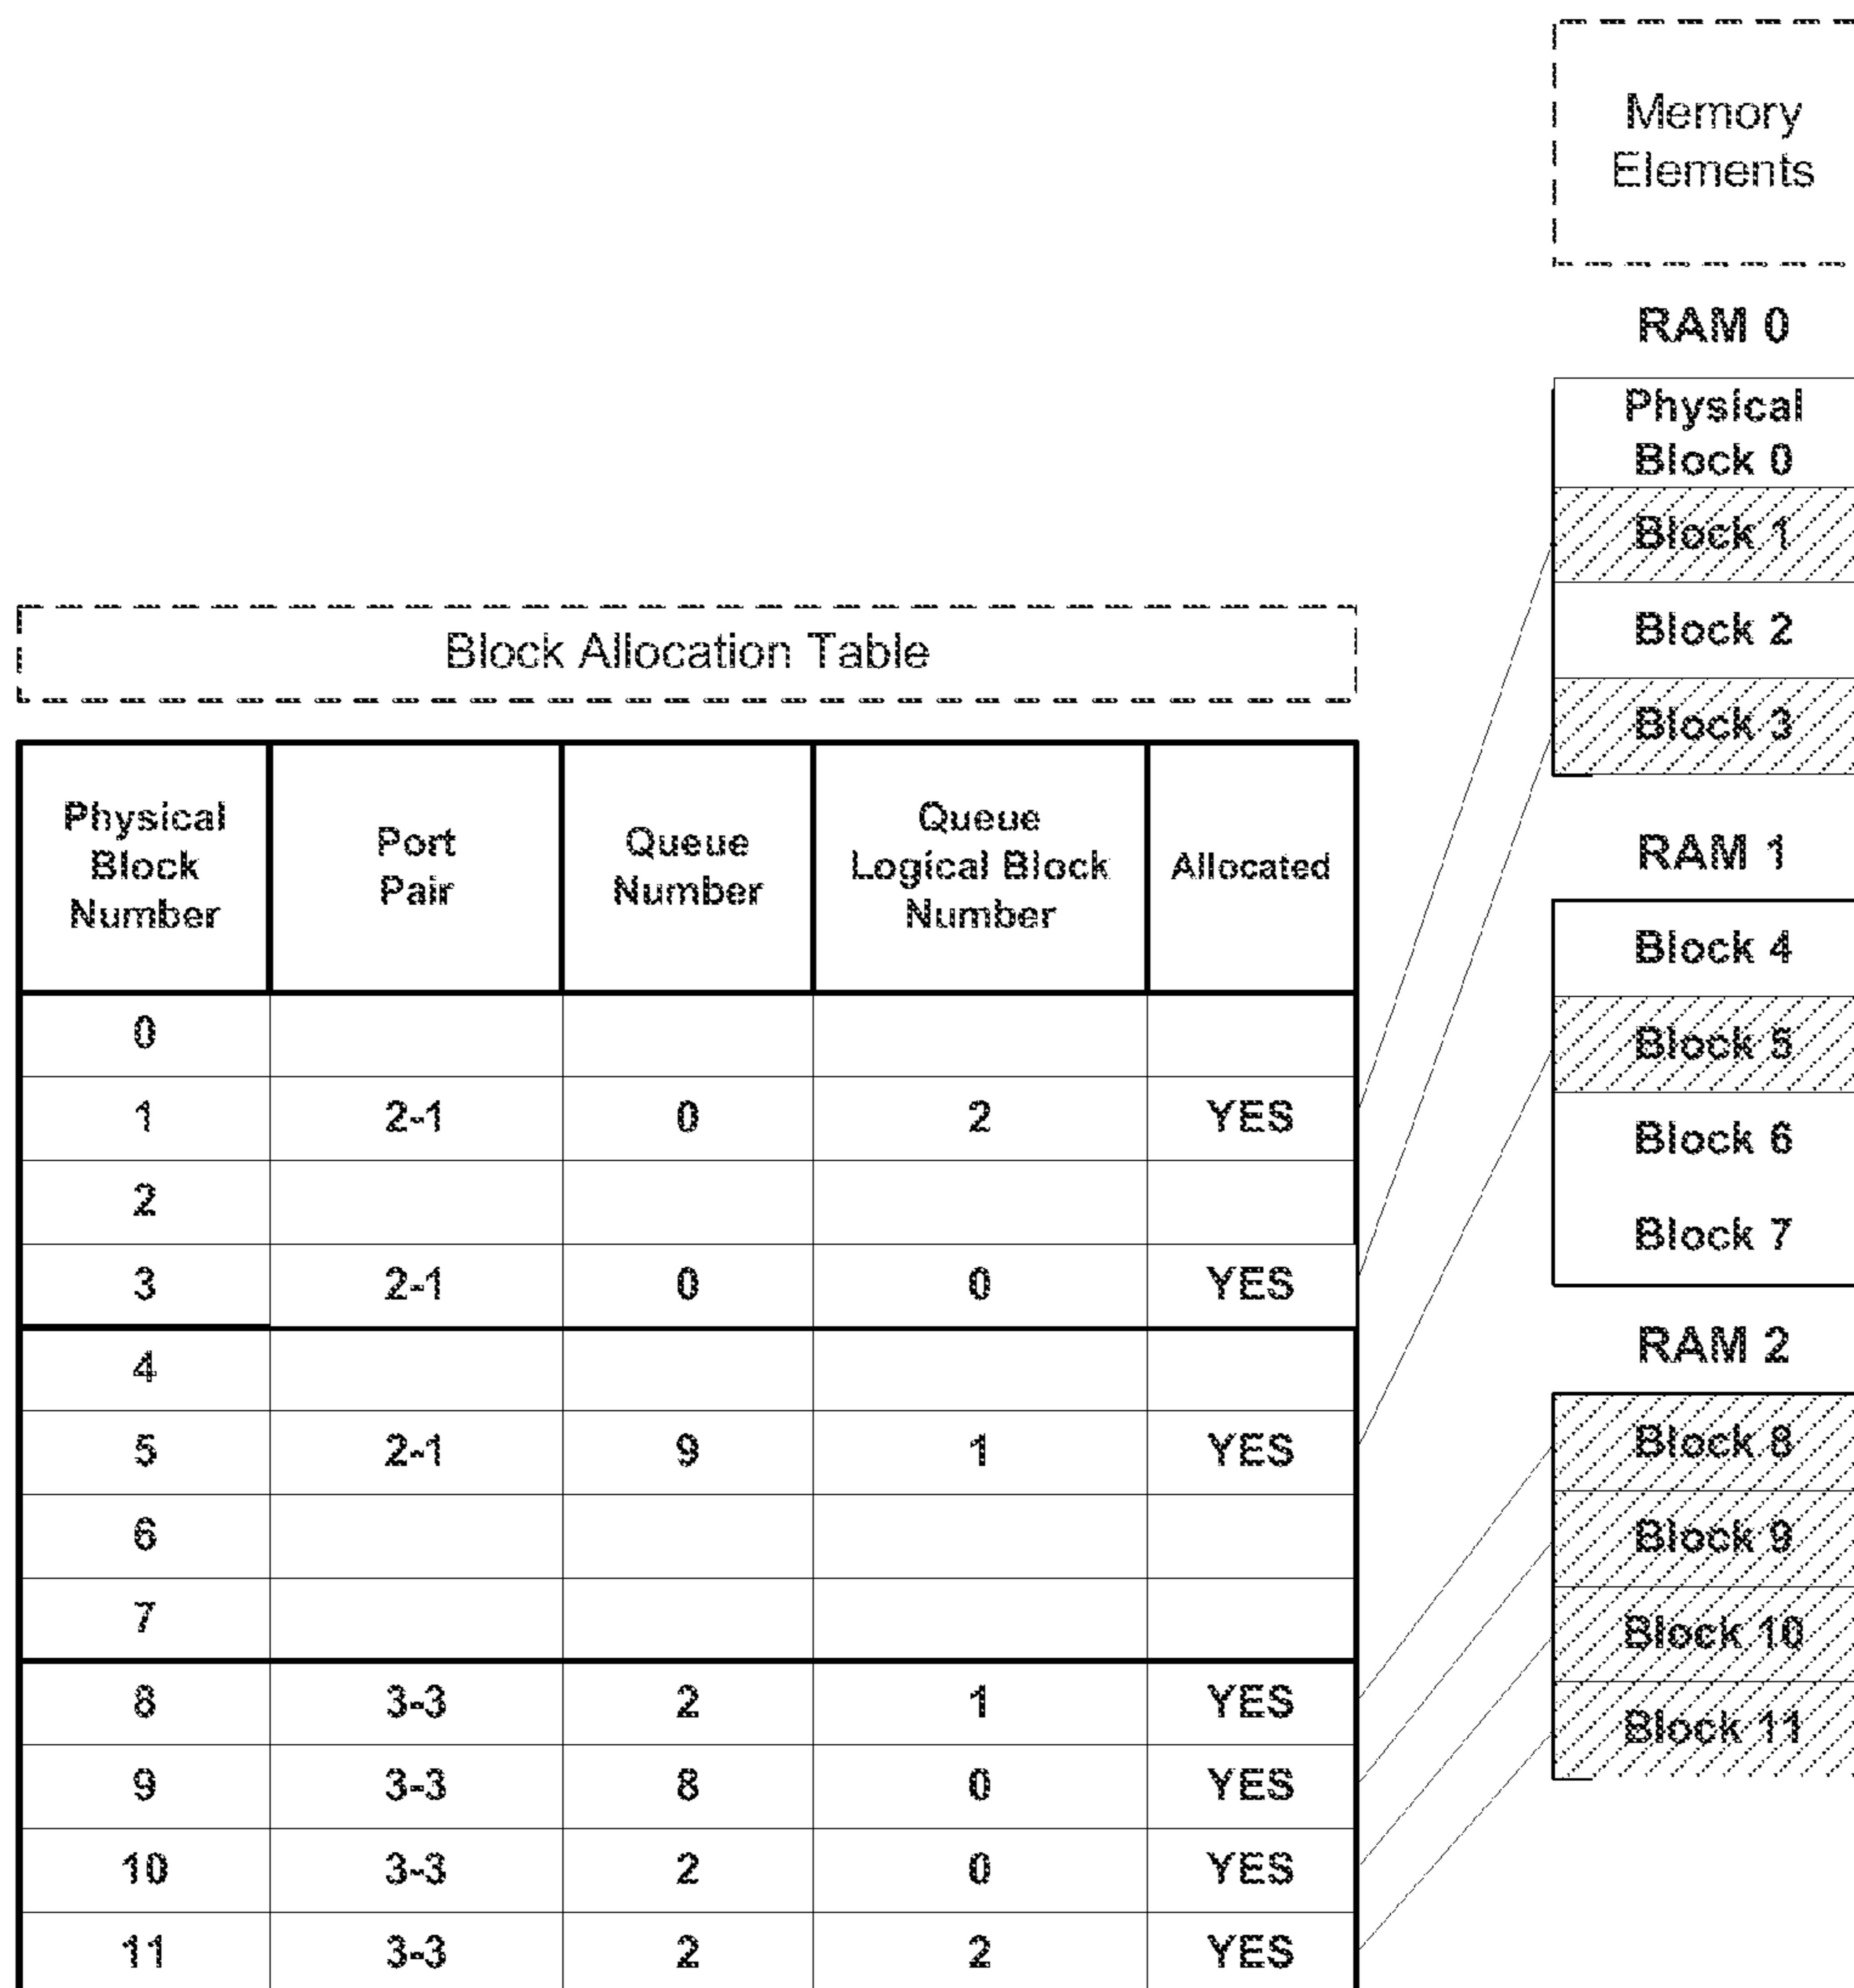 Memory
Elements
RAM 0
Physical
Block 0
Block 1
Block 2
Block 3
RAM 1
Block 4
Block 5
Block 6
Block 7
RAM 2
Block 8
Block 9
Block 10
Block 11
Block Allocation Table
Physical
Block
Number
Port
Pair
Queue
Number
Queue
Logical Block
Number
Allocated
0
1 2-1 0 2 YES
2
3 2-1 0 0 YES
4
5 2-1 9 1 YES
6
7
8 3-3 2 1 YES
9 3-3 8 0 YES
10 3-3 2 0 YES
11 3-3 2 2 YES